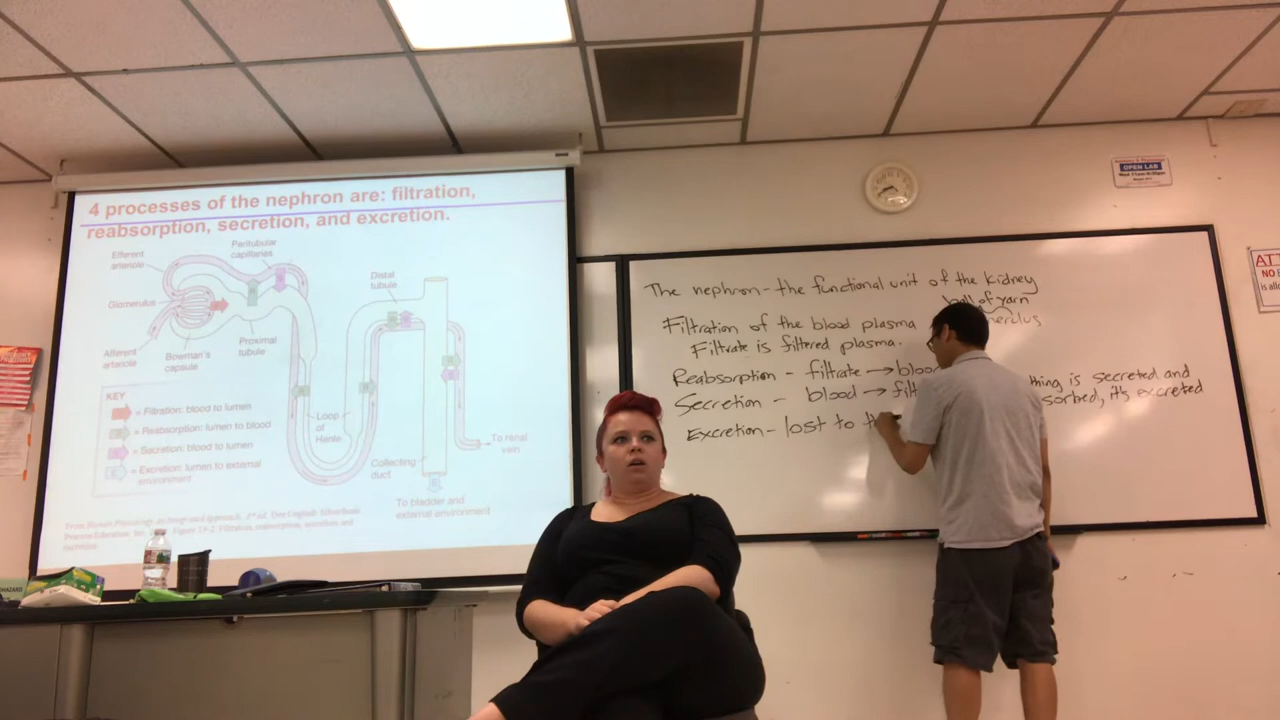 4 processes of the nephron are: filtration,
reabsorption, secretion, and excretion.
Efferent
arteriole
Peritubular
capillaries
Glomerulus
Afferent
arteriole
Bowman's
capsule
Proximal
tubule
Distal
tubule
Loop
of
Henle
Collecting
duct
To renal
vein
To bladder and
external environment
KEY
= Filtration: blood to lumen
= Reabsorption: lumen to blood
= Secretion: blood to lumen
= Excretion: lumen to external
environment
The nephron - the functional unit of the kidney
ball of yarn
Filtration of the blood plasma
Filtrate is filtered plasma.
Reabsorption - filtrate → blood
thing is secreted and
Secretion - blood → filt
sorbed, it's excreted
Excretion - lost to
OPEN LAB
ATT
NO
is allo